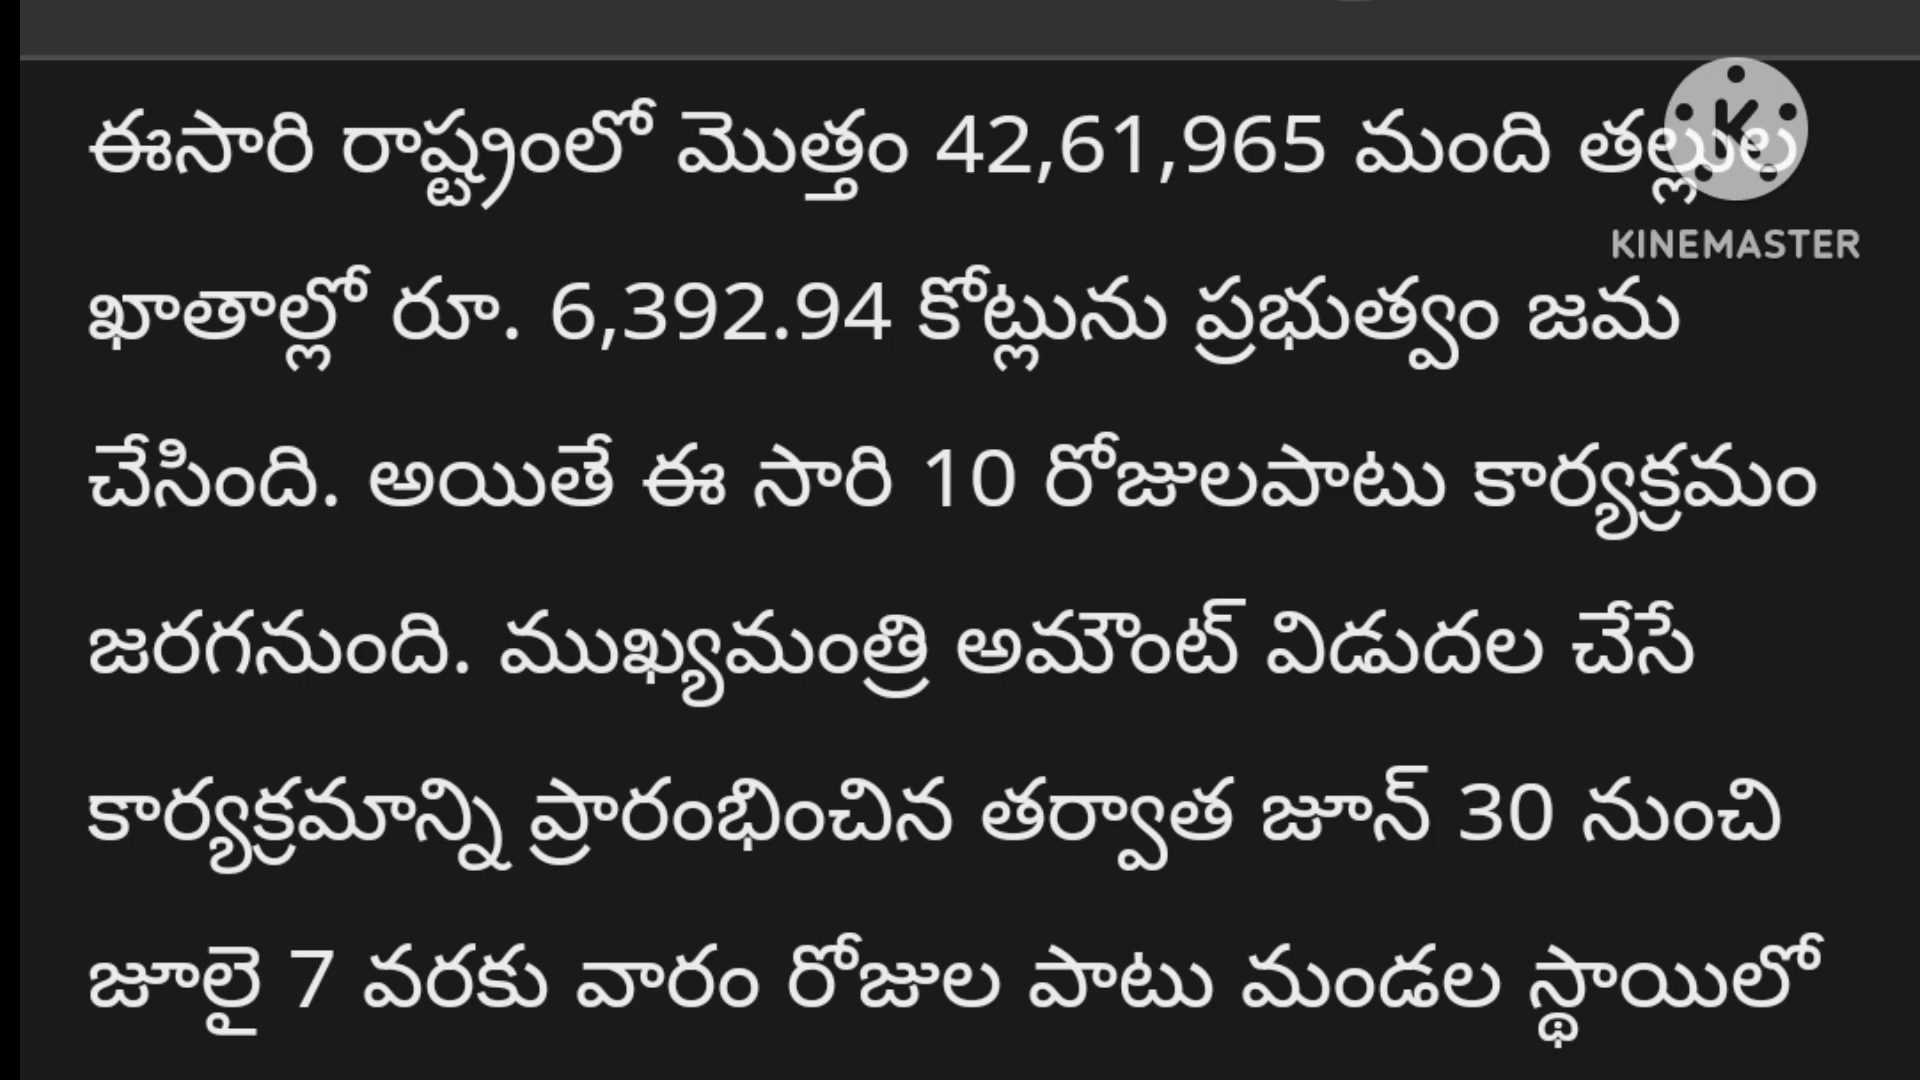 ఈసారి రాష్ట్రంలో మొత్తం 42,61,965 మంది తల్లుల
KINEMASTER
ఖాతాల్లో రూ. 6,392.94 కోట్లును ప్రభుత్వం జమ
చేసింది. అయితే ఈ సారి 10 రోజులపాటు కార్యక్రమం
జరగనుంది. ముఖ్యమంత్రి అమౌంట్ విడుదల చేసే
కార్యక్రమాన్ని ప్రారంభించిన తర్వాత జూన్ 30 నుంచి
జూలై 7 వరకు వారం రోజుల పాటు మండల స్థాయిలో